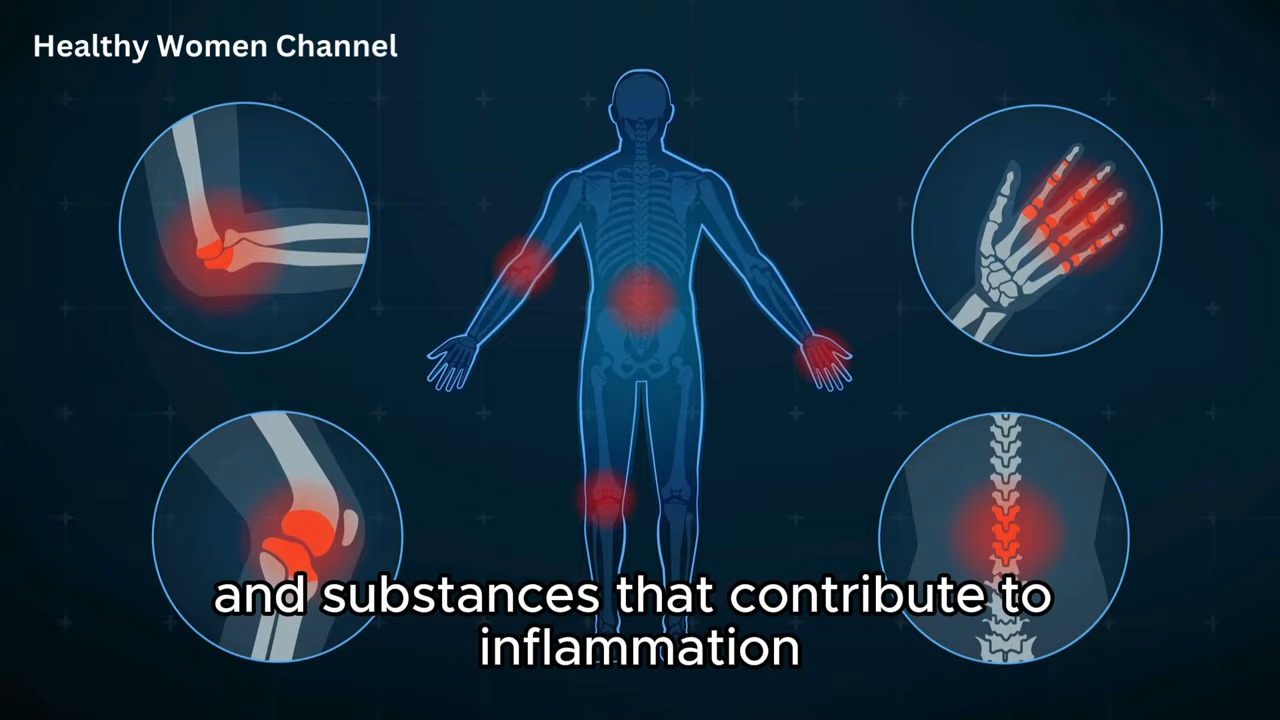 Healthy Women Channel
and substances that contribute to
inflammation